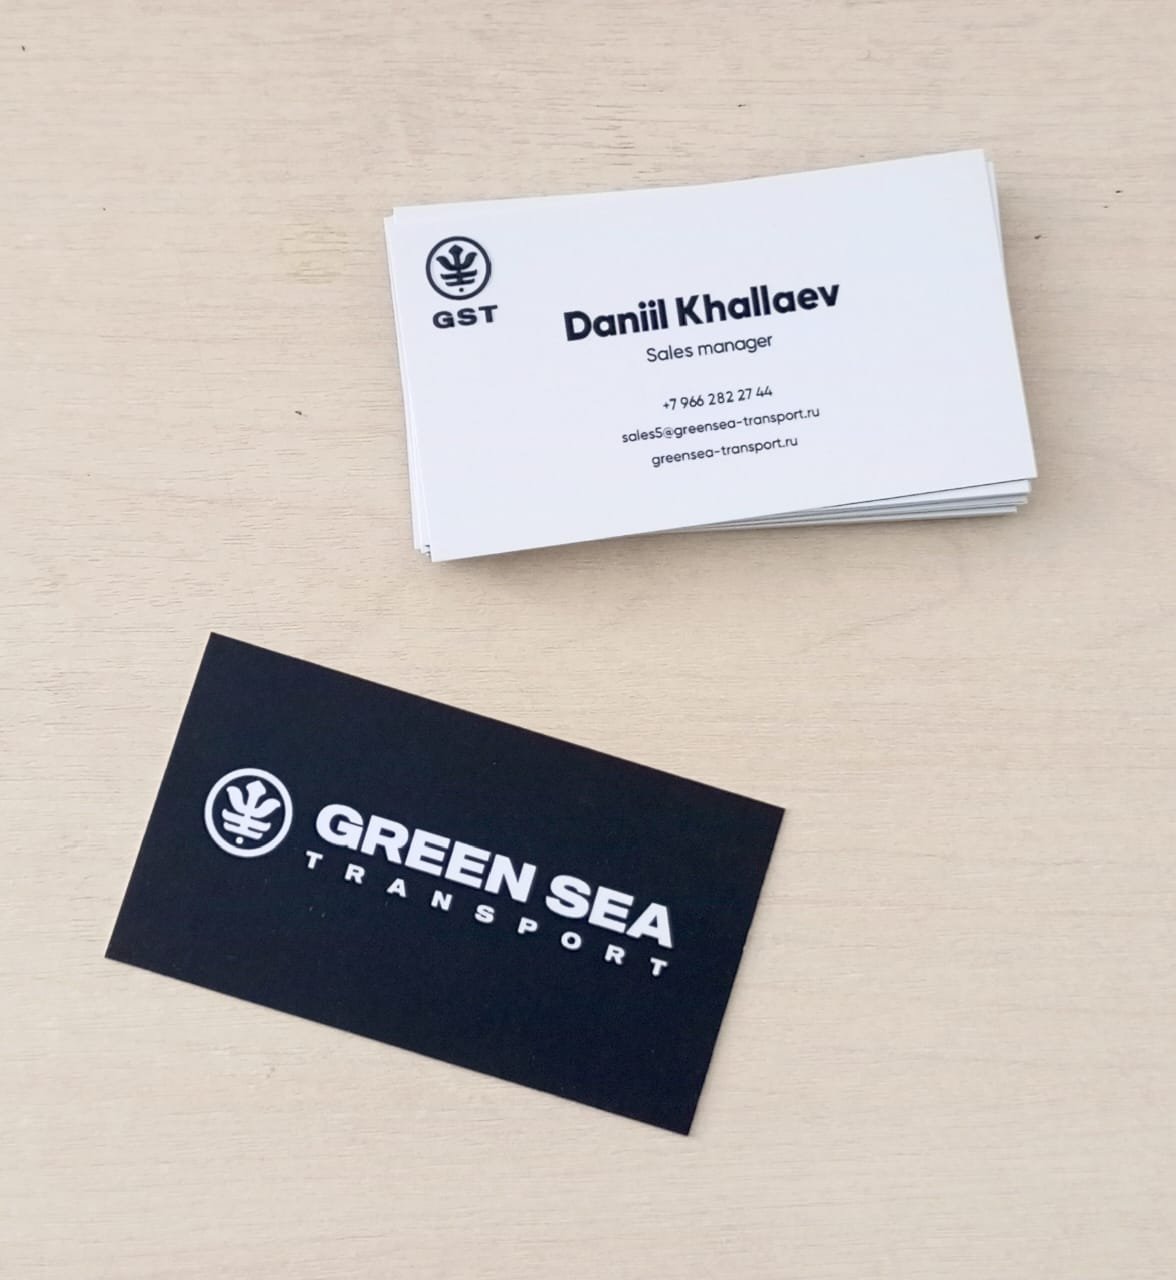 GST
Daniil Khallaev
Sales manager
+7 966 282 27 44
sales5@greensea-transport.ru
greensea-transport.ru
GREEN SEA
TRANSPORT